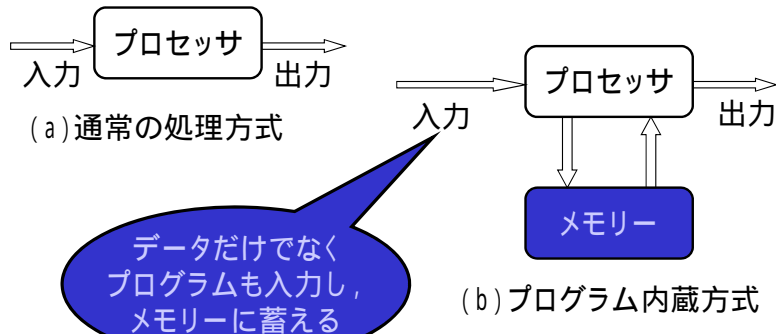 プロセッサ
入力
出力
(a)通常の処理方式
プロセッサ
入力
出力
メモリー
(b)プログラム内蔵方式
データだけでなく
プログラムも入力し,
メモリーに蓄える